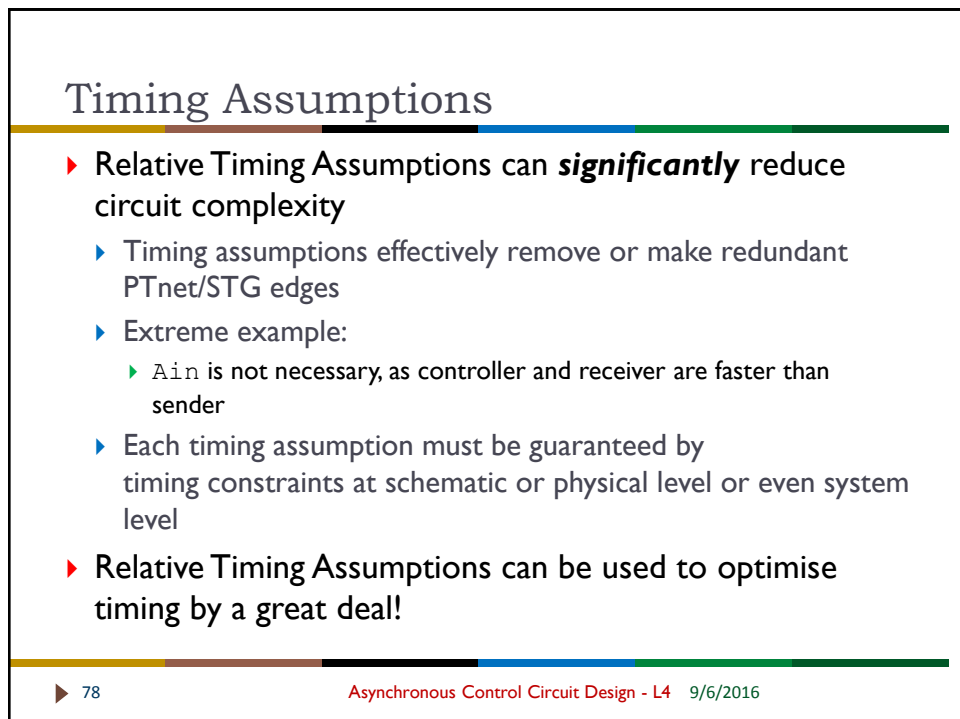 Timing Assumptions
Relative Timing Assumptions can significantly reduce
circuit complexity
Timing assumptions effectively remove or make redundant
PTnet/STG edges
Extreme example:
Ain is not necessary, as controller and receiver are faster than
sender
Each timing assumption must be guaranteed by
timing constraints at schematic or physical level or even system
level
Relative Timing Assumptions can be used to optimise
timing by a great deal!
78 Asynchronous Control Circuit Design - L4 9/6/2016